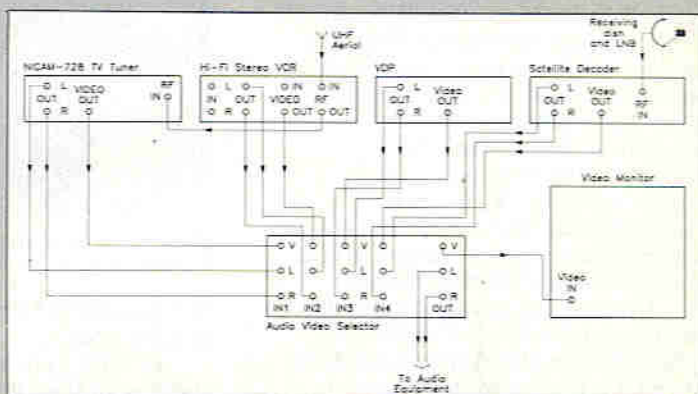 Receiving
dish
and LNB
UHF
Aerial
NICAM-728 TV Tuner
Hi-Fi Stereo VCR
VDP
Satellite Decoder
L VIDEO RF
OUT OUT IN
R
L IN IN
IN OUT VIDEO RF
R OUT OUT
L Video
OUT OUT
R
L Video
OUT OUT
R RF
IN
Video Monitor
Video
IN
V V
L L L
R R R
IN1 IN2 IN3 IN4 OUT
Audio Video Selector
To Audio
Equipment